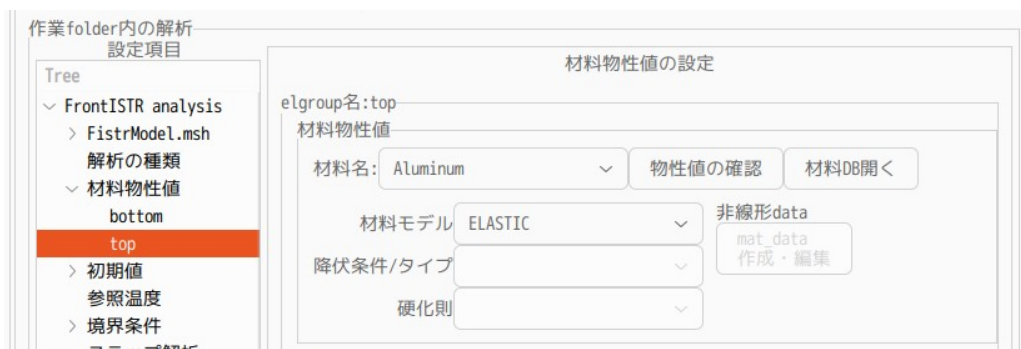 作業folder内の解析
設定項目
Tree
FrontISTR analysis
FistrModel.msh
解析の種類
材料物性値
bottom
top
初期値
参照温度
境界条件
材料物性値の設定
elgroup名:top
材料物性値
材料名: Aluminum 物性値の確認 材料DB開く
材料モデル ELASTIC
非線形data
mat_data
作成・編集
降伏条件/タイプ
硬化則